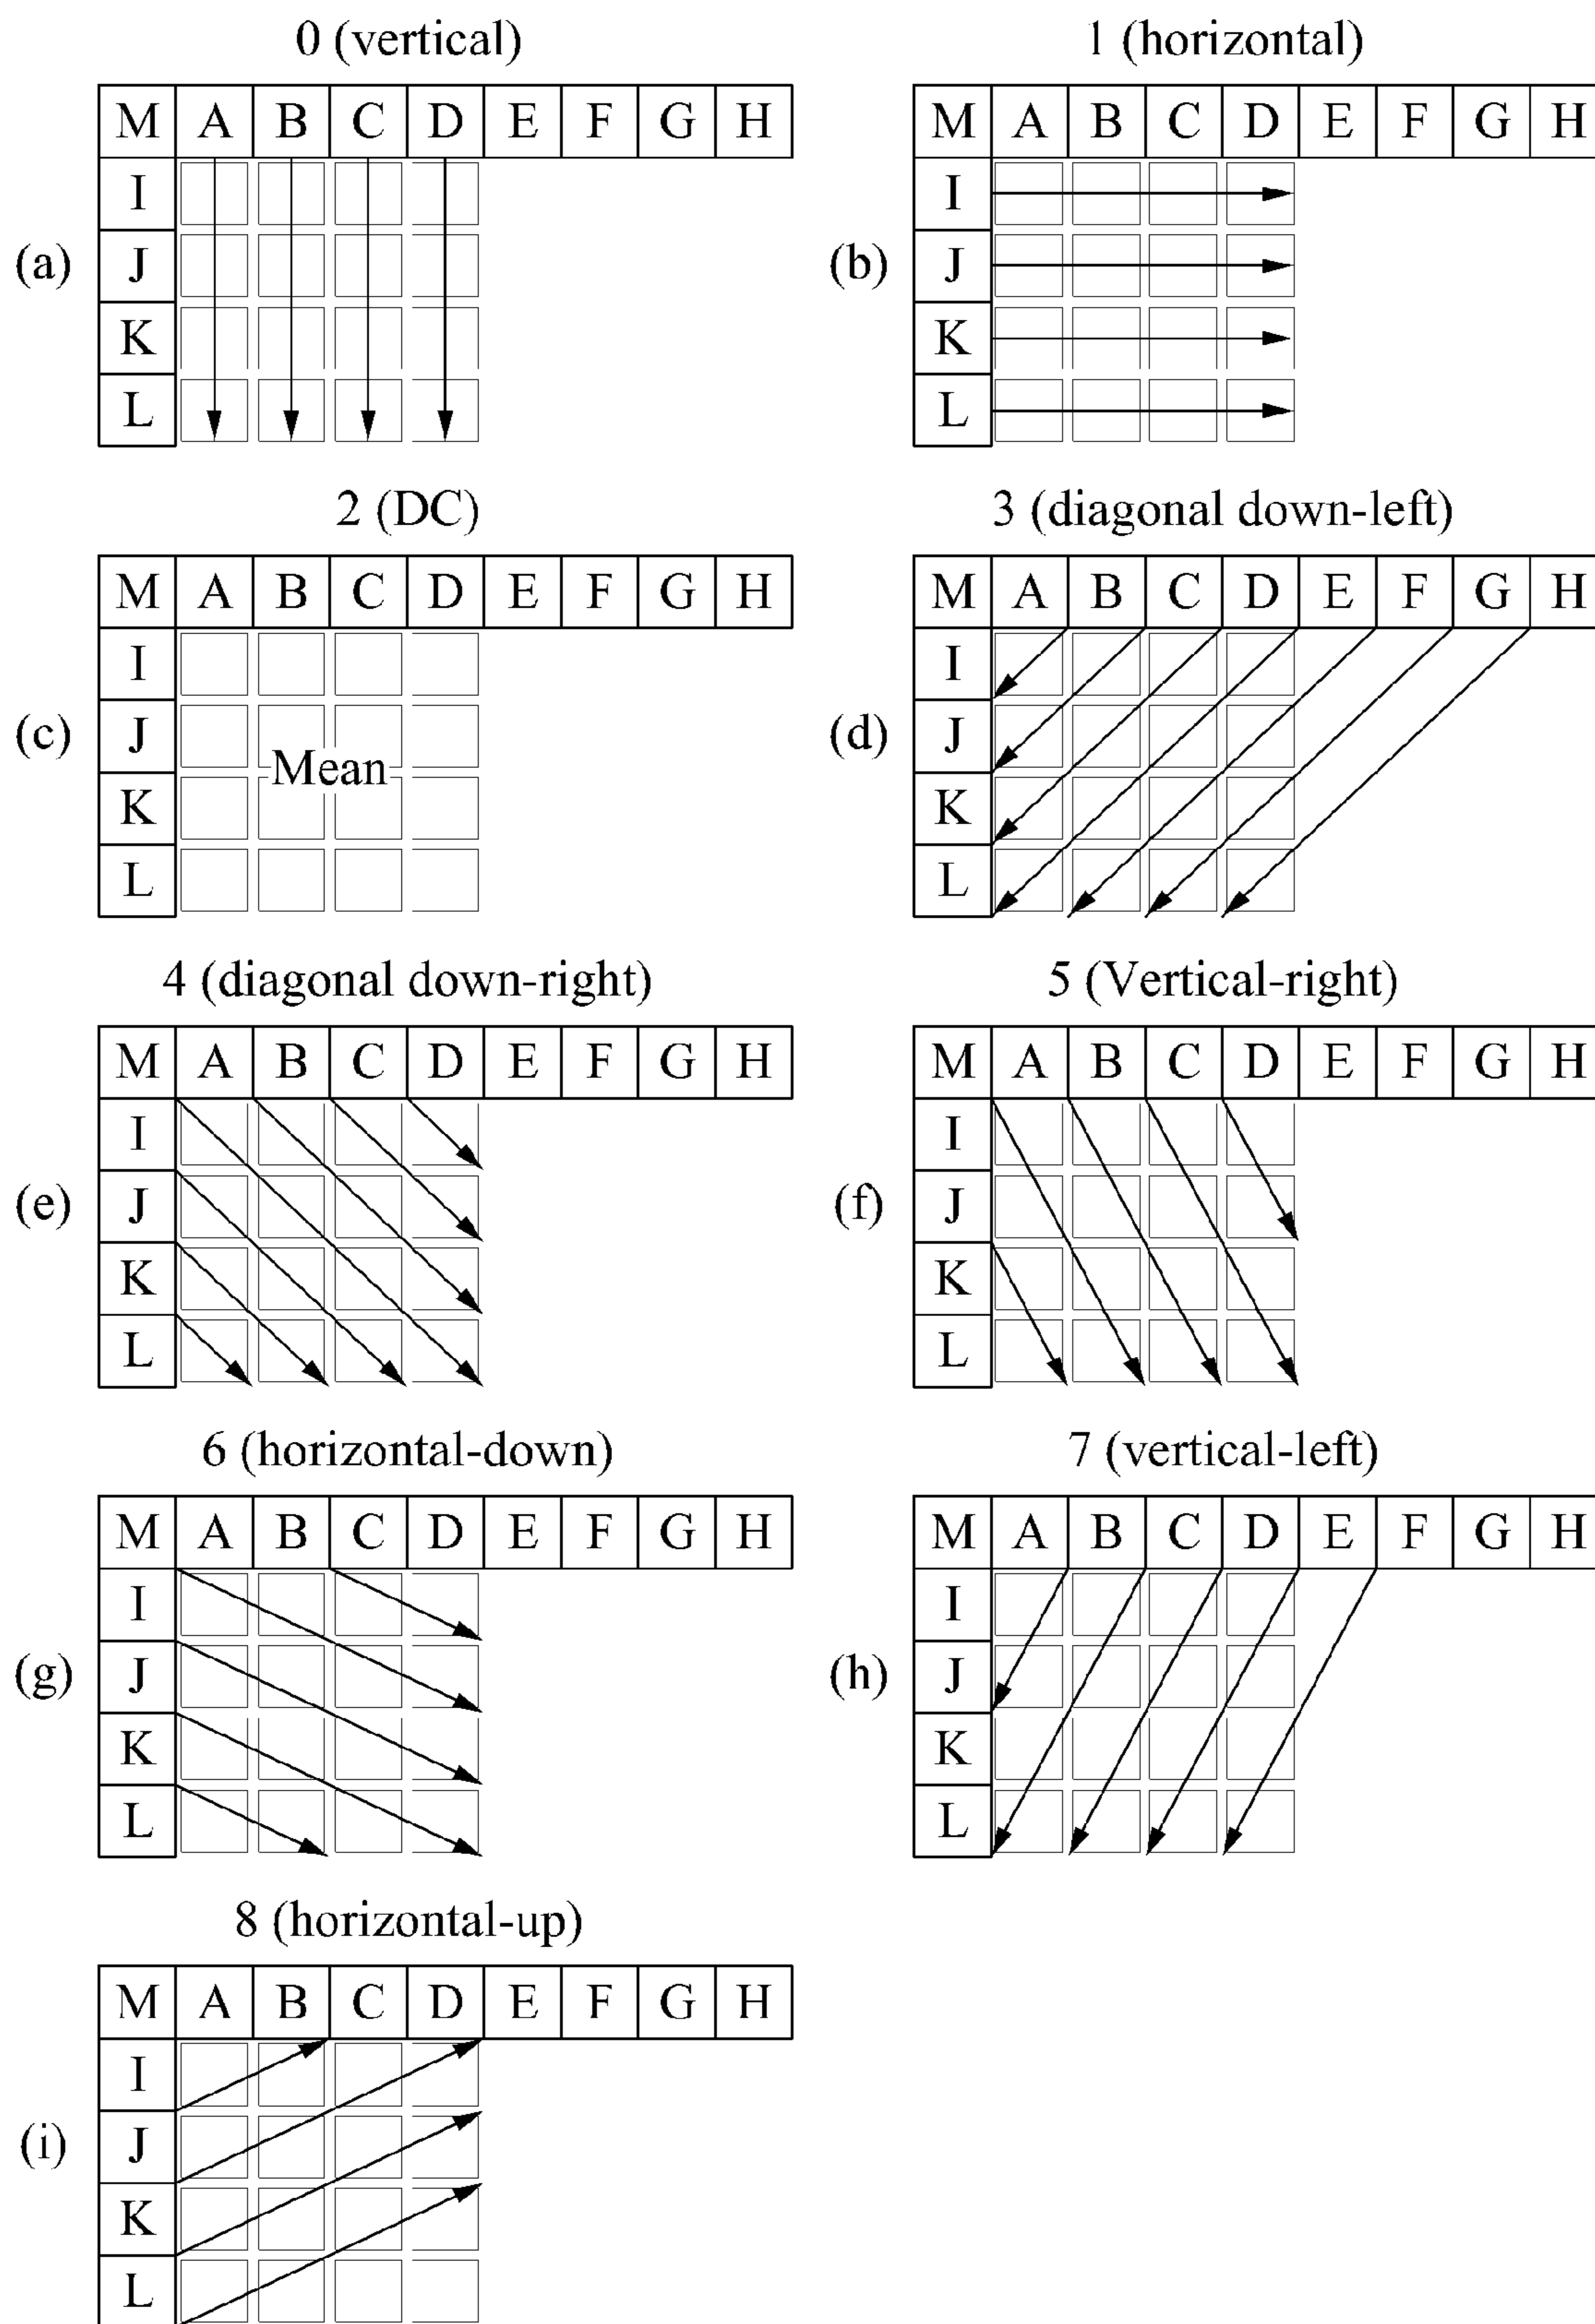 0 (vertical)
M A B C D E F G H
I
(a) J
K
L
1 (horizontal)
M A B C D E F G H
I
(b) J
K
L
2 (DC)
M A B C D E F G H
I
(c) J
Mean
K
L
3 (diagonal down-left)
M A B C D E F G H
I
(d) J
K
L
4 (diagonal down-right)
M A B C D E F G H
I
(e) J
K
L
5 (Vertical-right)
M A B C D E F G H
I
(f) J
K
L
6 (horizontal-down)
M A B C D E F G H
I
(g) J
K
L
7 (vertical-left)
M A B C D E F G H
I
(h) J
K
L
8 (horizontal-up)
M A B C D E F G H
I
(i) J
K
L